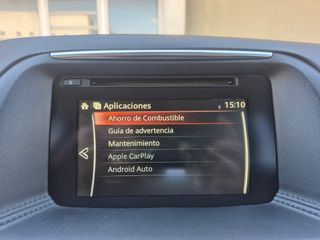 Aplicaciones 15:10
Ahorro de Combustible
Guía de advertencia
Mantenimiento
Apple CarPlay
Android Auto